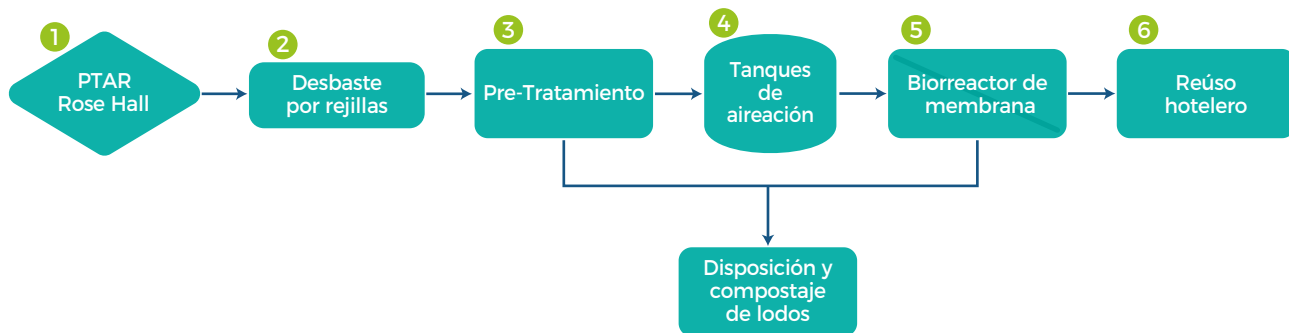 1
PTAR
Rose Hall
2
Desbaste
por rejillas
3
Pre-Tratamiento
4
Tanques
de
aireación
5
Biorreactor de
membrana
6
Reúso
hotelero
Disposición y
compostaje
de lodos